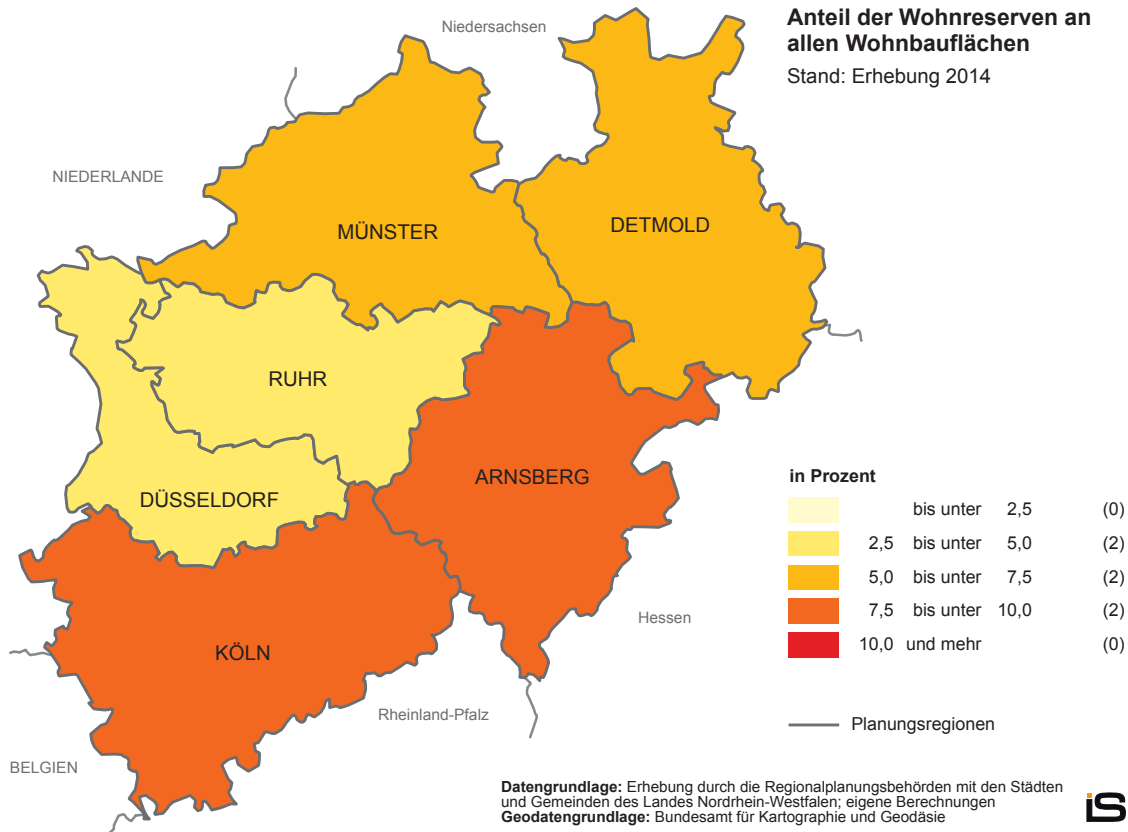 Anteil der Wohnreserven an
allen Wohnbauflächen
Stand: Erhebung 2014
Niedersachsen
NIEDERLANDE
MÜNSTER
DETMOLD
RUHR
ARNSBERG
DÜSSELDORF
KÖLN
Hessen
Rheinland-Pfalz
BELGIEN
in Prozent
bis unter 2,5 (0)
2,5 bis unter 5,0 (2)
5,0 bis unter 7,5 (2)
7,5 bis unter 10,0 (2)
10,0 und mehr (0)
Planungsregionen
Datengrundlage: Erhebung durch die Regionalplanungsbehörden mit den Städten
und Gemeinden des Landes Nordrhein-Westfalen; eigene Berechnungen
Geodatengrundlage: Bundesamt für Kartographie und Geodäsie
iS